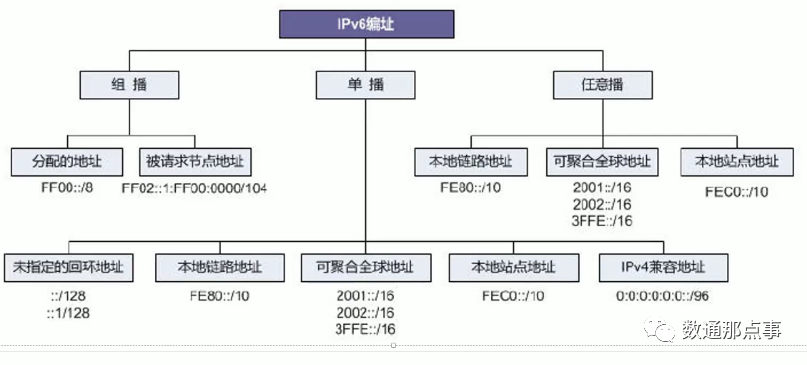 IPv6编址
组 播
单 播
任意播
分配的地址
被请求节点地址
本地链路地址
可聚合全球地址
本地站点地址
FF00::/8
FF02::1:FF00:0000/104
FE80::/10
2001::/16
2002::/16
3FFE::/16
FEC0::/10
未指定的回环地址
本地链路地址
可聚合全球地址
本地站点地址
IPv4兼容地址
::/128
::1/128
FE80::/10
2001::/16
2002::/16
3FFE::/16
FEC0::/10
0:0:0:0:0:0::/96
数通那点事